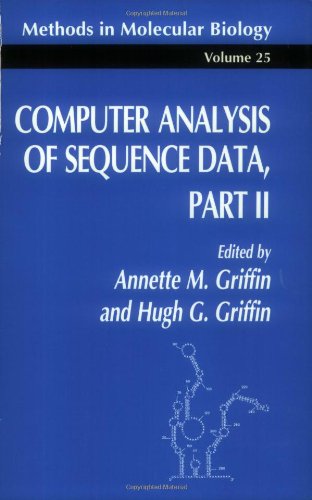 Methods in Molecular Biology
Volume 25
COMPUTER ANALYSIS
OF SEQUENCE DATA,
PART II
Edited by
Annette M. Griffin
and Hugh G. Griffin